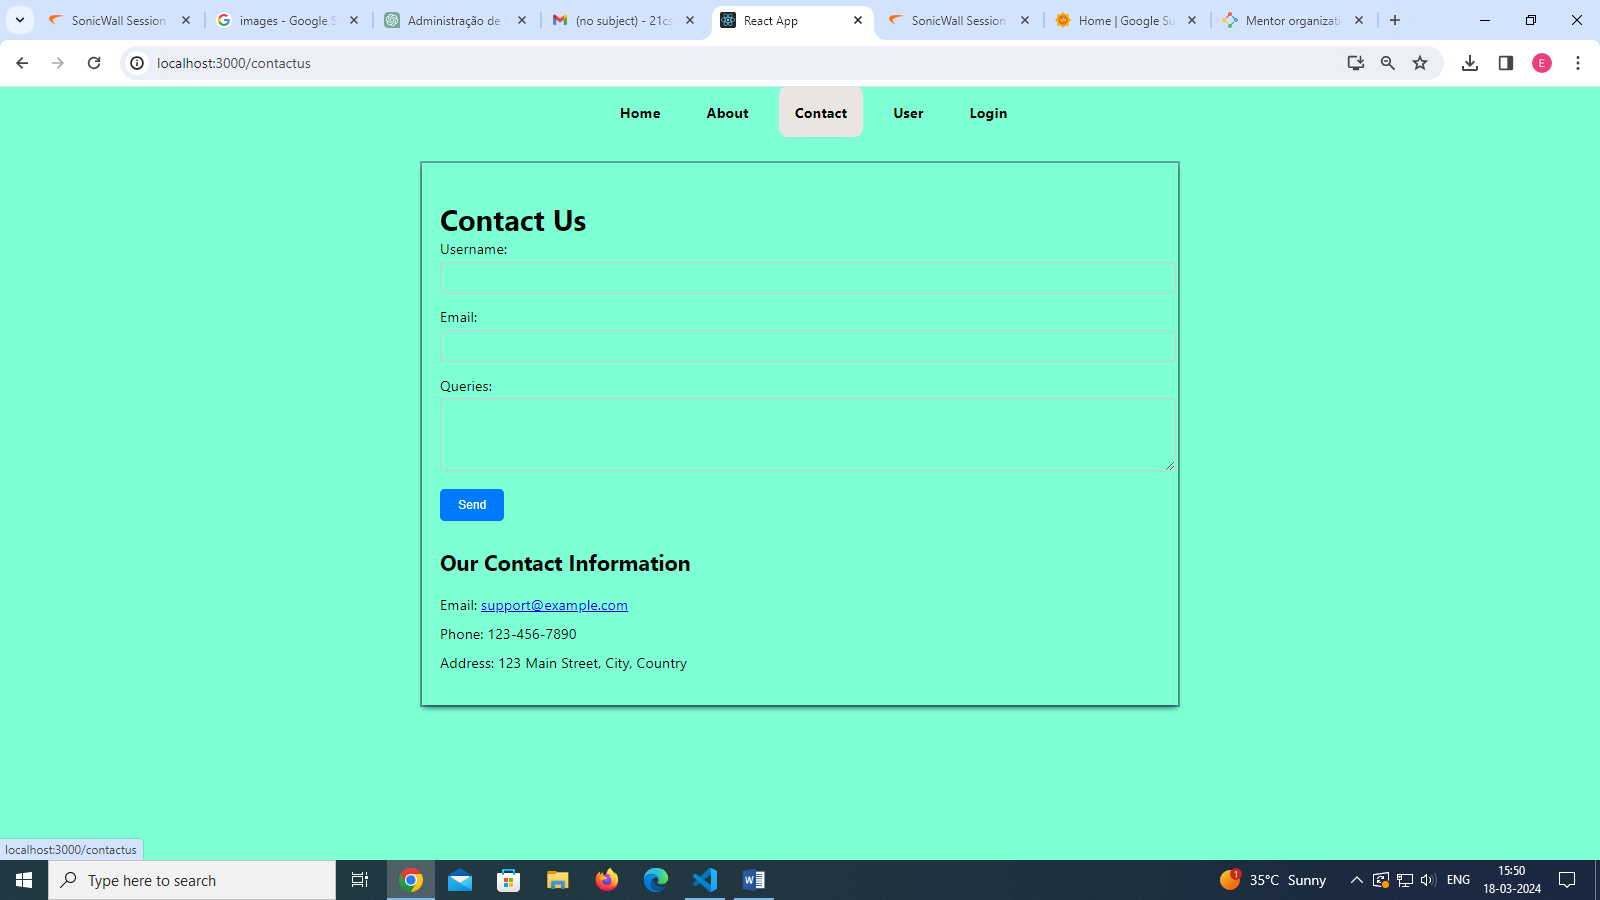 SonicWall Session
images - Google S
Administração de
(no subject) - 21cs
React App
SonicWall Session
Home | Google Su
Mentor organizati
localhost:3000/contactus
E
Home About Contact User Login
Contact Us
Username:
Email:
Queries:
Send
Our Contact Information
Email: support@example.com
Phone: 123-456-7890
Address: 123 Main Street, City, Country
localhost:3000/contactus
Type here to search
1
35°C Sunny
ENG
15:50
18-03-2024